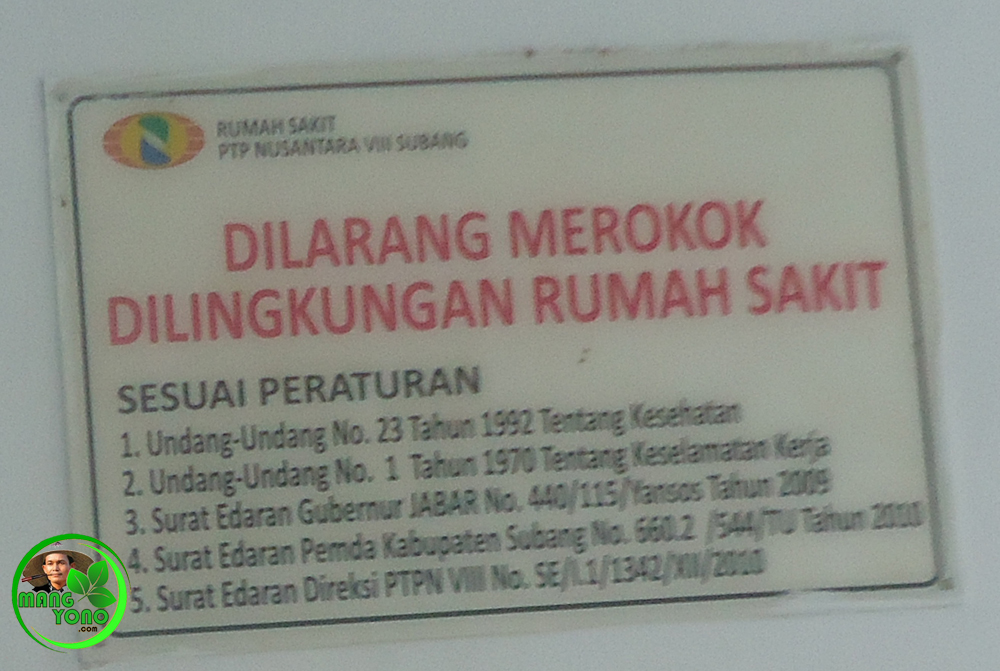 RUMAH SAKIT
PTP NUSANTARA VIII SUBANG
DILARANG MEROKOK
DILINGKUNGAN RUMAH SAKIT
SESUAI PERATURAN
1. Undang-Undang No. 23 Tahun 1992 Tentang Kesehatan
2. Undang-Undang No. 1 Tahun 1970 Tentang Keselamatan Kerja
3. Surat Edaran Gubernur JABAR No. 440/115/Yansos Tahun 2009
4. Surat Edaran Pemda Kabupaten Subang No. 660.2 /544/TU Tahun 2010
5. Surat Edaran Direksi PTPN VIII No. SE/I.1/1342/XII/2010
MANG
YONO
.com